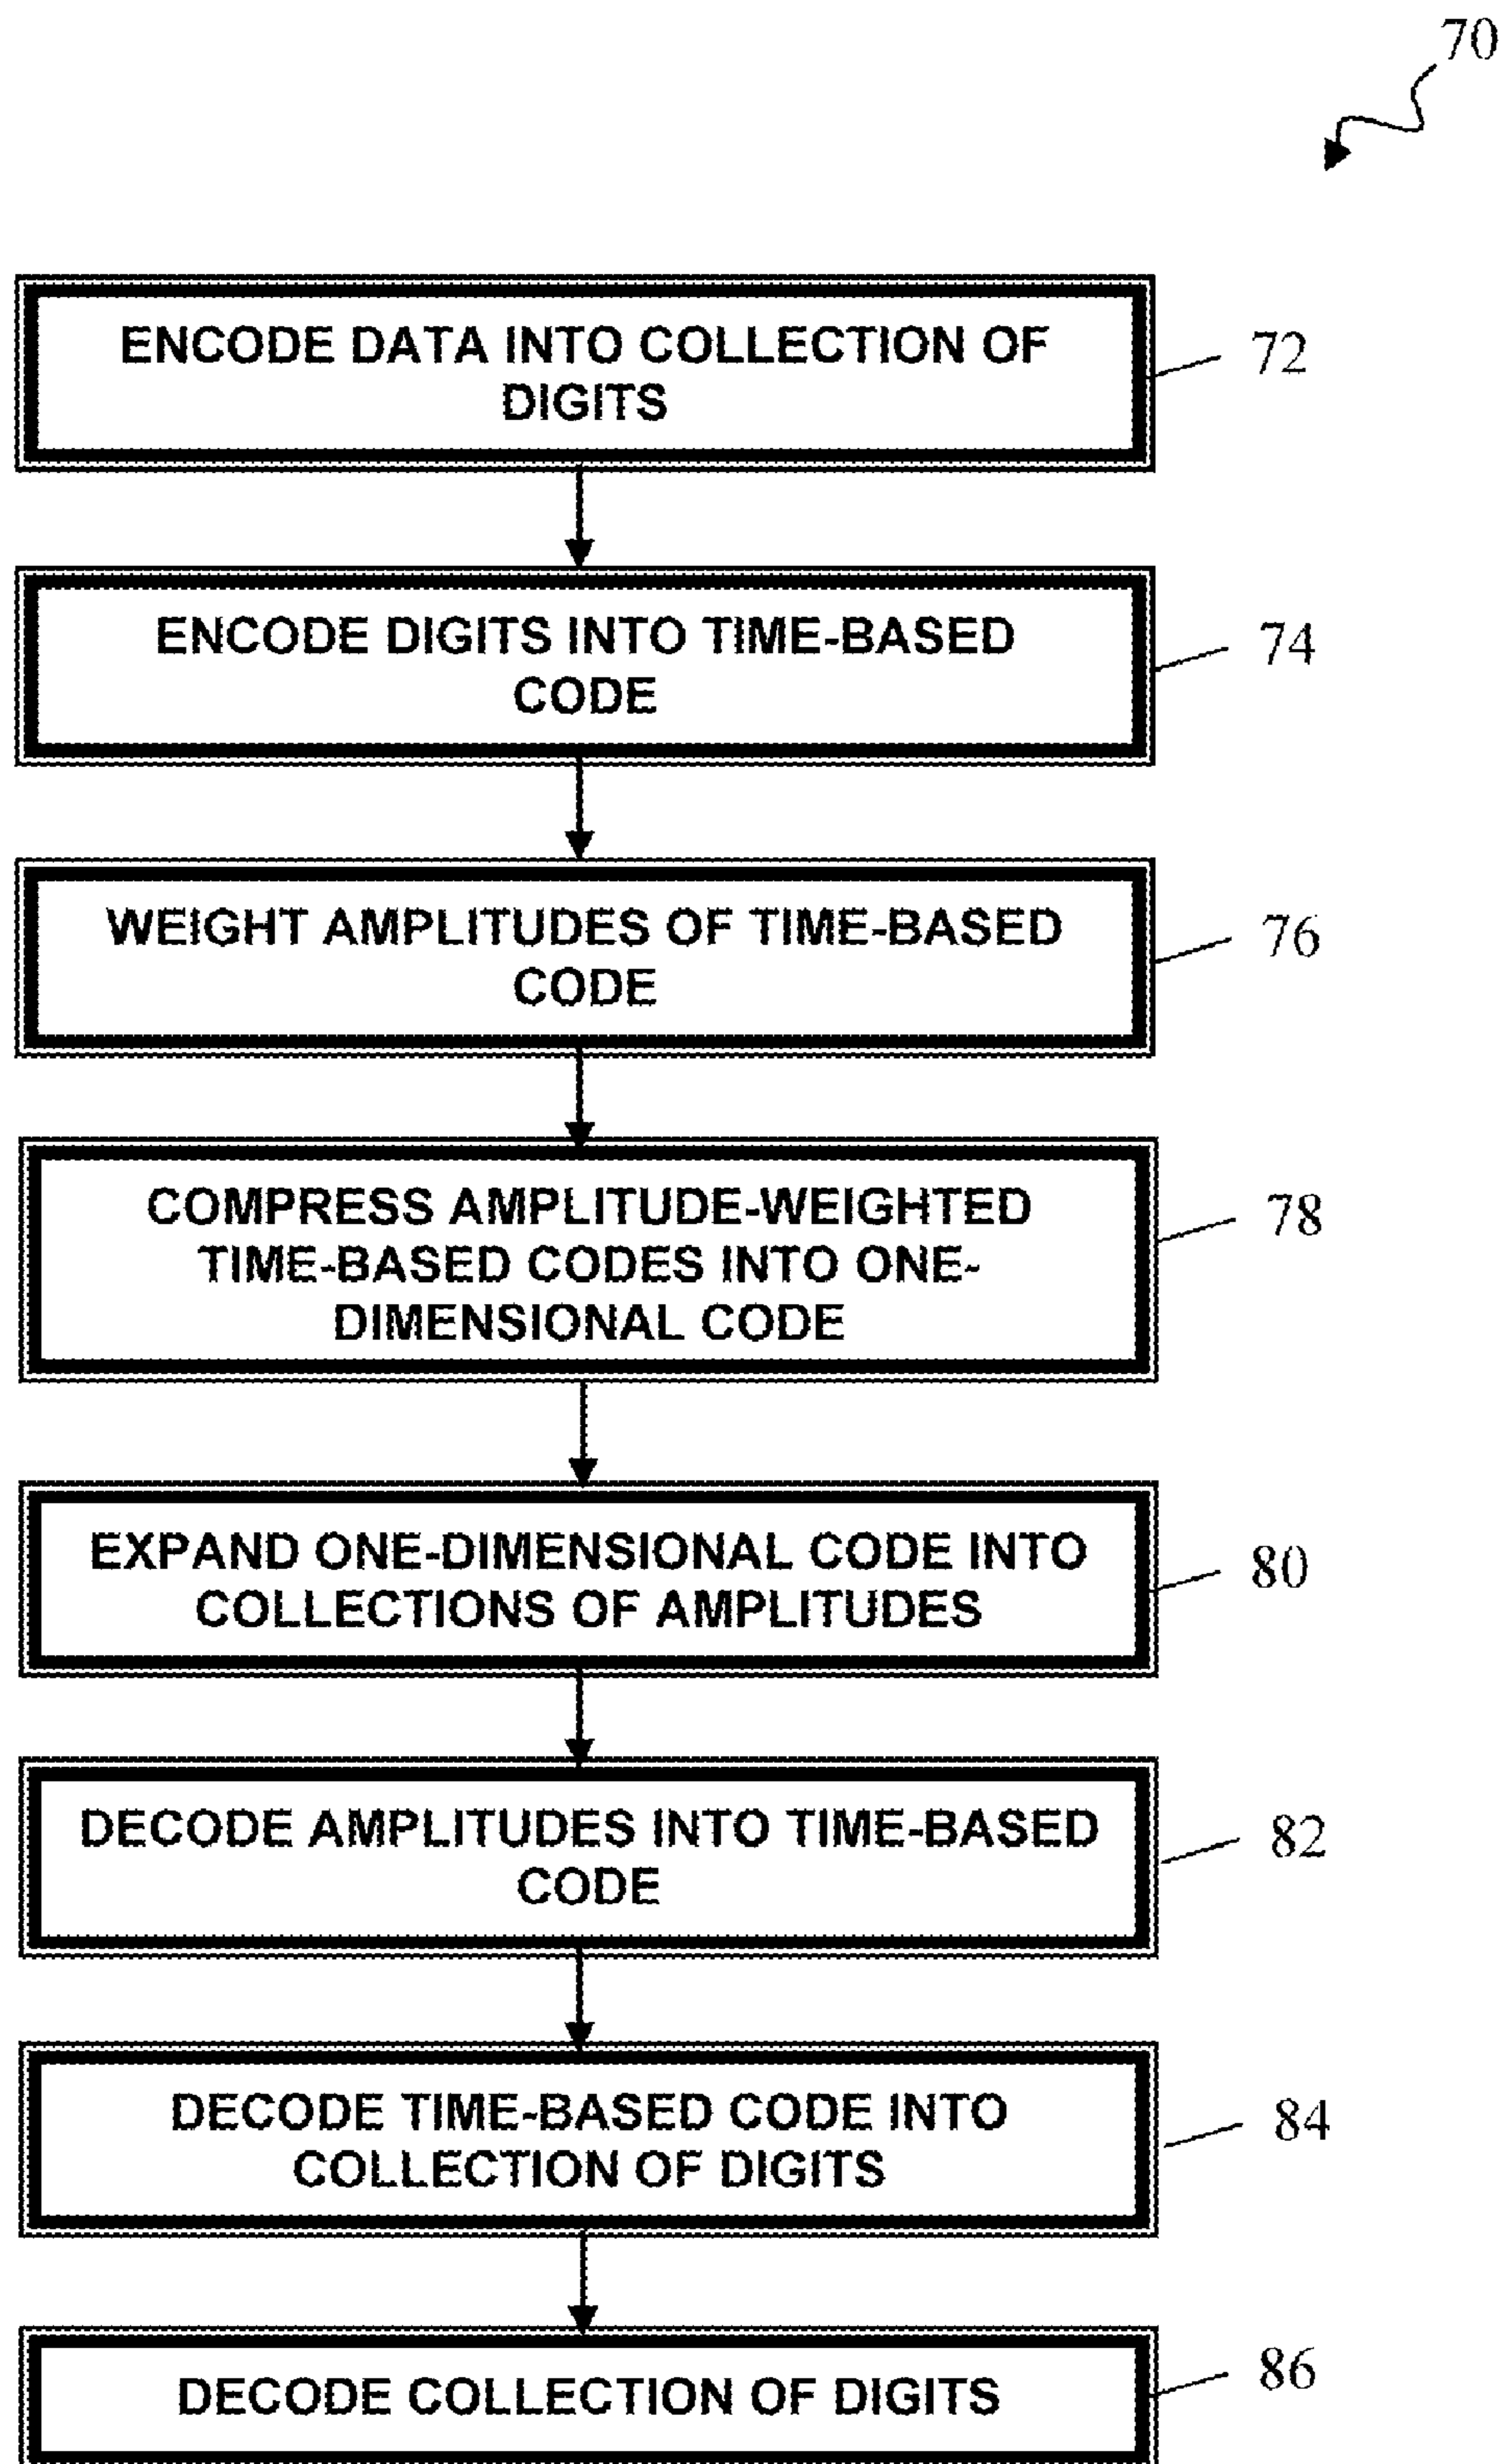 70
ENCODE DATA INTO COLLECTION OF
DIGITS
72
ENCODE DIGITS INTO TIME-BASED
CODE
74
WEIGHT AMPLITUDES OF TIME-BASED
CODE
76
COMPRESS AMPLITUDE-WEIGHTED
TIME-BASED CODES INTO ONE-
DIMENSIONAL CODE
78
EXPAND ONE-DIMENSIONAL CODE INTO
COLLECTIONS OF AMPLITUDES
80
DECODE AMPLITUDES INTO TIME-BASED
CODE
82
DECODE TIME-BASED CODE INTO
COLLECTION OF DIGITS
84
DECODE COLLECTION OF DIGITS
86